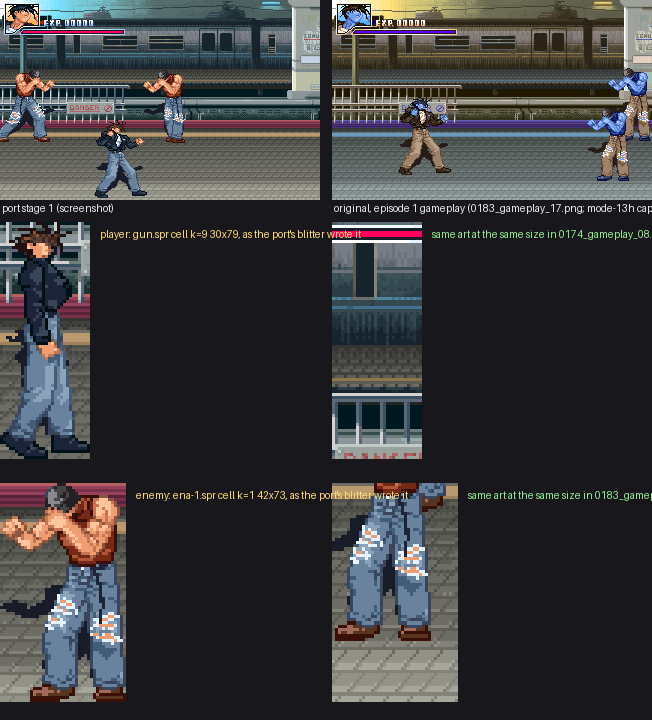 EXP 00000
EXP 00000
DANGER
port stage 1 (screenshot)
original, episode 1 gameplay (0183_gameplay_17.png; mode-13h cap
player: gun.spr cell k=9 30x79, as the port's blitter wrote it
same art at the same size in 0174_gameplay_08.
enemy: ena-1.spr cell k=1 42x73, as the port's blitter wrote it
same art at the same size in 0183_gamep